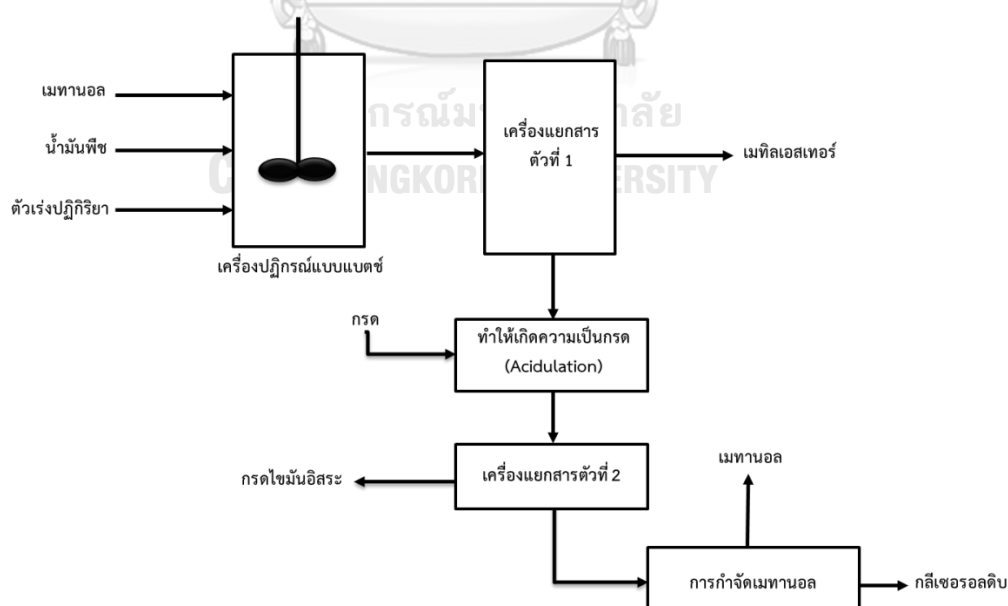 เมทานอล
น้ำมันพืช
ตัวเร่งปฏิกิริยา
เครื่องปฏิกรณ์แบบแบตช์
เครื่องแยกสาร
ตัวที่ 1
เมทิลเอสเทอร์
กรด
ทำให้เกิดความเป็นกรด
(Acidulation)
กรดไขมันอิสระ
เครื่องแยกสารตัวที่ 2
เมทานอล
การกำจัดเมทานอล
กลีเซอรอลดิบ